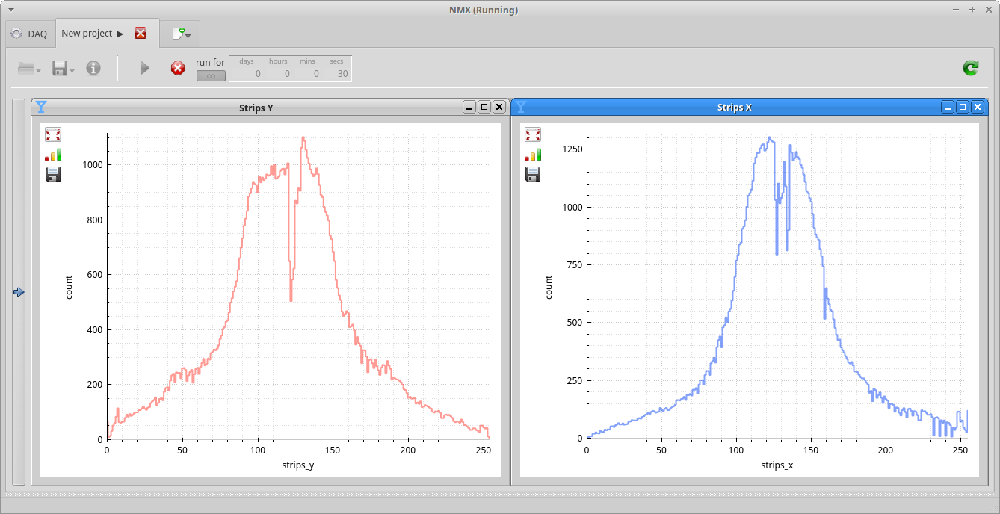 NMX (Running)
DAQ
New project
run for
∞
days hours mins secs
0 0 0 30
Strips Y
Strips X
1000
800
600
400
200
0
count
0 50 100 150 200 250
strips_y
1250
1000
750
500
250
0
count
0 50 100 150 200 250
strips_x